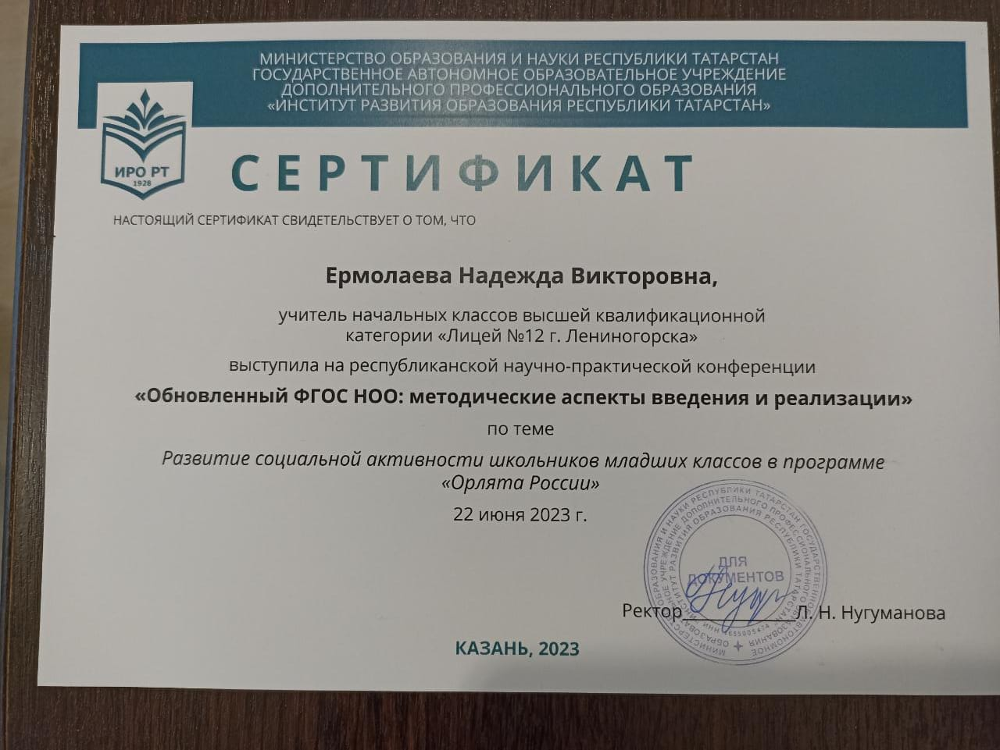 МИНИСТЕРСТВО ОБРАЗОВАНИЯ И НАУКИ РЕСПУБЛИКИ ТАТАРСТАН
ГОСУДАРСТВЕННОЕ АВТОНОМНОЕ ОБРАЗОВАТЕЛЬНОЕ УЧРЕЖДЕНИЕ
ДОПОЛНИТЕЛЬНОГО ПРОФЕССИОНАЛЬНОГО ОБРАЗОВАНИЯ
«ИНСТИТУТ РАЗВИТИЯ ОБРАЗОВАНИЯ РЕСПУБЛИКИ ТАТАРСТАН»
ИРО РТ
1928
СЕРТИФИКАТ
НАСТОЯЩИЙ СЕРТИФИКАТ СВИДЕТЕЛЬСТВУЕТ О ТОМ, ЧТО
Ермолаева Надежда Викторовна,
учитель начальных классов высшей квалификационной
категории «Лицей №12 г. Лениногорска»
выступила на республиканской научно-практической конференции
«Обновленный ФГОС НОО: методические аспекты введения и реализации»
по теме
Развитие социальной активности школьников младших классов в программе
«Орлята России»
22 июня 2023 г.
МИНИСТЕРСТВО ОБРАЗОВАНИЯ И НАУКИ РЕСПУБЛИКИ ТАТАРСТАН ГОСУДАРСТВЕННОЕ АВТОНОМНОЕ
ОБРАЗОВАТЕЛЬНОЕ УЧРЕЖДЕНИЕ ДОПОЛНИТЕЛЬНОГО ПРОФЕССИОНАЛЬНОГО ОБРАЗОВАНИЯ
ИНСТИТУТ РАЗВИТИЯ ОБРАЗОВАНИЯ РЕСПУБЛИКИ ТАТАРСТАН
ИНН
ДЛЯ
ДОКУМЕНТОВ
Ректор Л. Н. Нугуманова
КАЗАНЬ, 2023